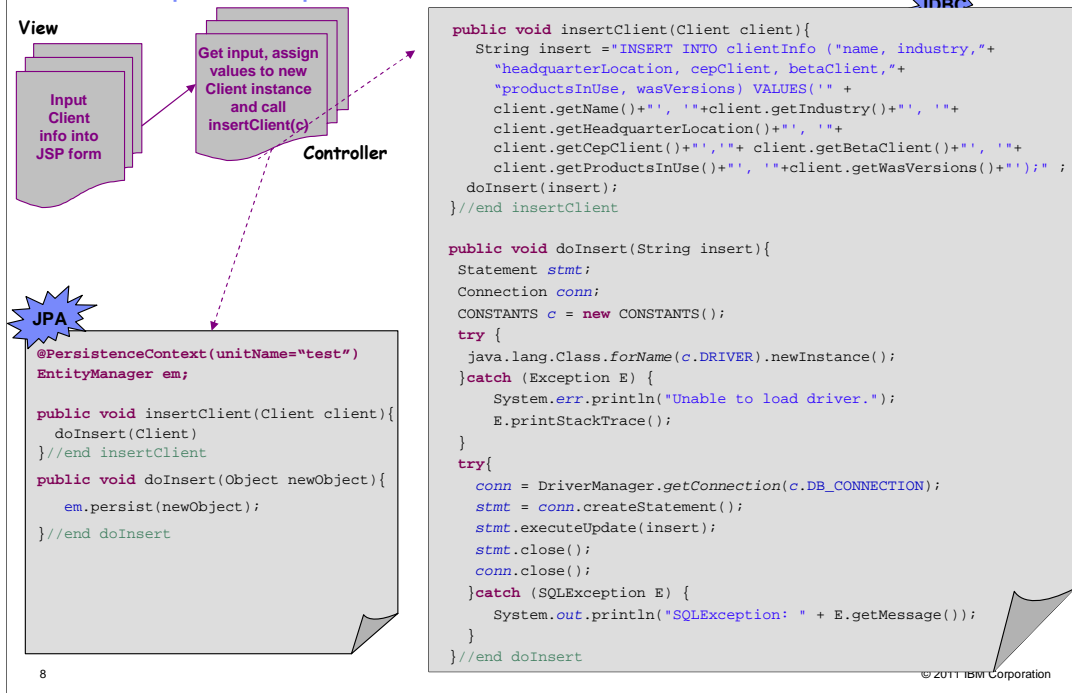 View
Input
Client
info into
JSP form
Get input, assign
values to new
Client instance
and call
insertClient(c)
Controller
JPA
@PersistenceContext(unitName=“test”)
EntityManager em;
public void insertClient(Client client){
doInsert(Client)
}//end insertClient
public void doInsert(Object newObject){
em.persist(newObject);
}//end doInsert
JDBC
public void insertClient(Client client){
String insert ="INSERT INTO clientInfo ("name, industry,"+
“headquarterLocation, cepClient, betaClient,”+
“productsInUse, wasVersions) VALUES('" +
client.getName()+"', '"+client.getIndustry()+"', '"+
client.getHeadquarterLocation()+"', '"+
client.getCepClient()+"','"+ client.getBetaClient()+"', '"+
client.getProductsInUse()+"', '"+client.getWasVersions()+"');" ;
doInsert(insert);
}//end insertClient
public void doInsert(String insert){
Statement stmt;
Connection conn;
CONSTANTS c = new CONSTANTS();
try {
java.lang.Class.forName(c.DRIVER).newInstance();
}catch (Exception E) {
System.err.println("Unable to load driver.");
E.printStackTrace();
}
try{
conn = DriverManager.getConnection(c.DB_CONNECTION);
stmt = conn.createStatement();
stmt.executeUpdate(insert);
stmt.close();
conn.close();
}catch (SQLException E) {
System.out.println("SQLException: " + E.getMessage());
}
}//end doInsert
8
© 2011 IBM Corporation